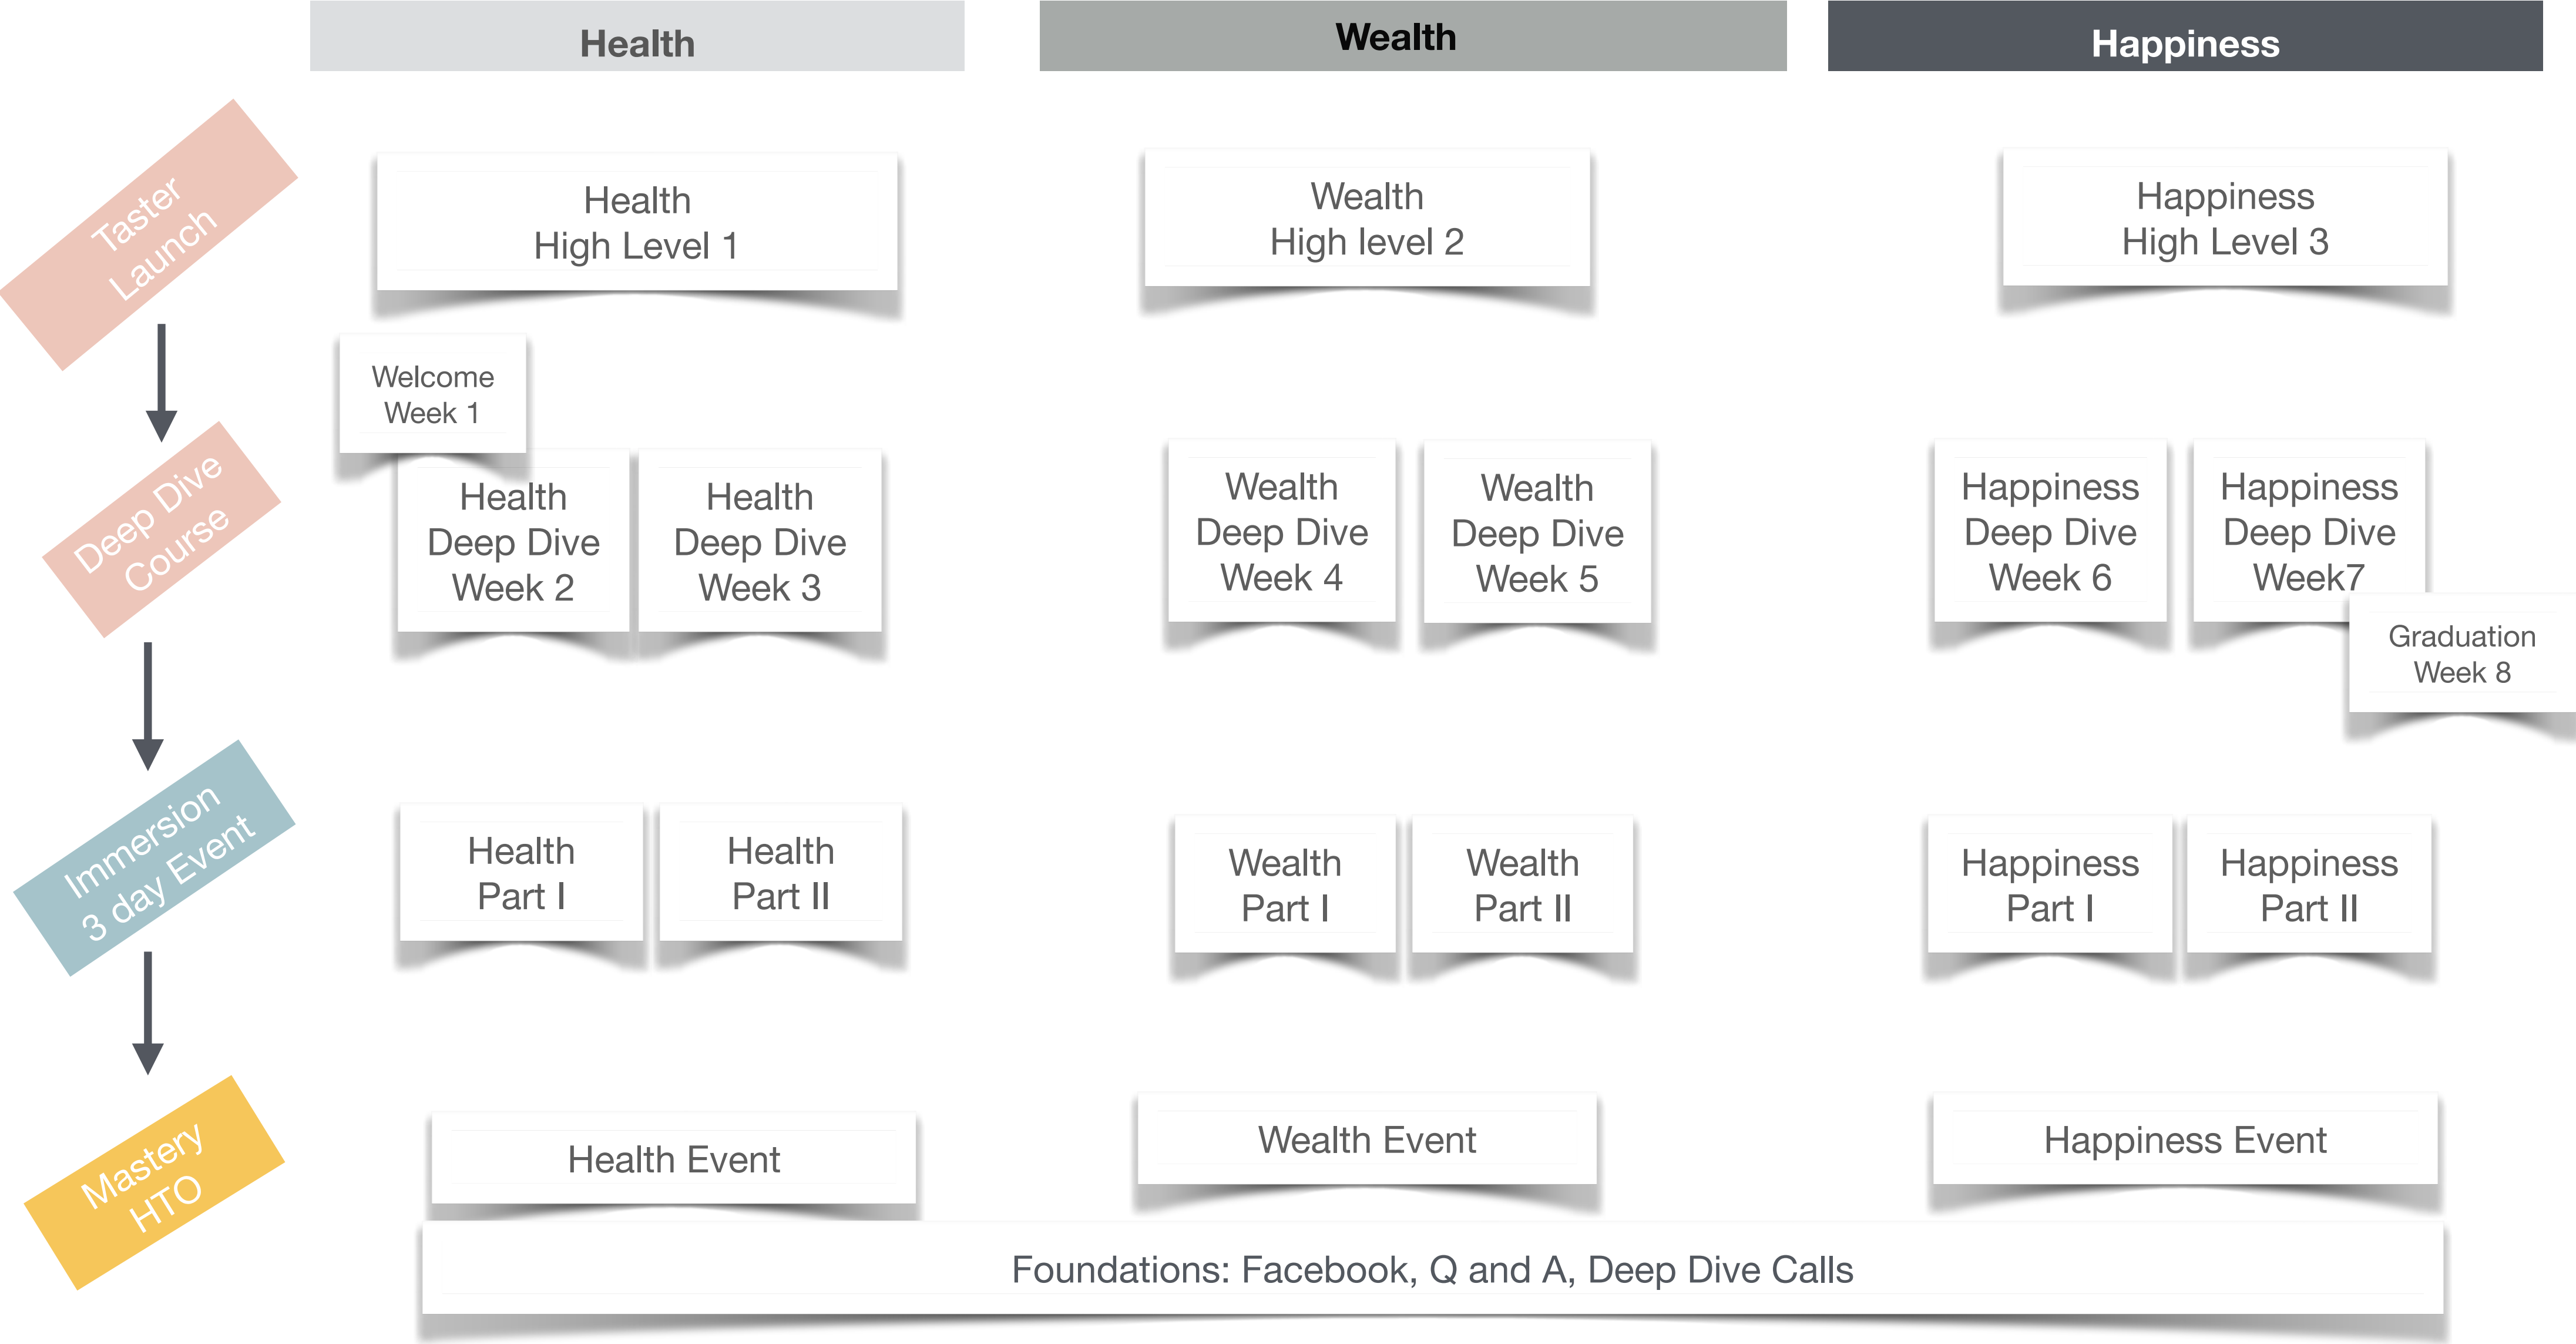 Health
Wealth
Happiness
Taster
Launch
Health
High Level 1
Wealth
High level 2
Happiness
High Level 3
Welcome
Week 1
Deep Dive
Course
Health
Deep Dive
Week 2
Health
Deep Dive
Week 3
Wealth
Deep Dive
Week 4
Wealth
Deep Dive
Week 5
Happiness
Deep Dive
Week 6
Happiness
Deep Dive
Week7
Graduation
Week 8
Immersion
3 day Event
Health
Part I
Health
Part II
Wealth
Part I
Wealth
Part II
Happiness
Part I
Happiness
Part II
Mastery
HTO
Health Event
Wealth Event
Happiness Event
Foundations: Facebook, Q and A, Deep Dive Calls